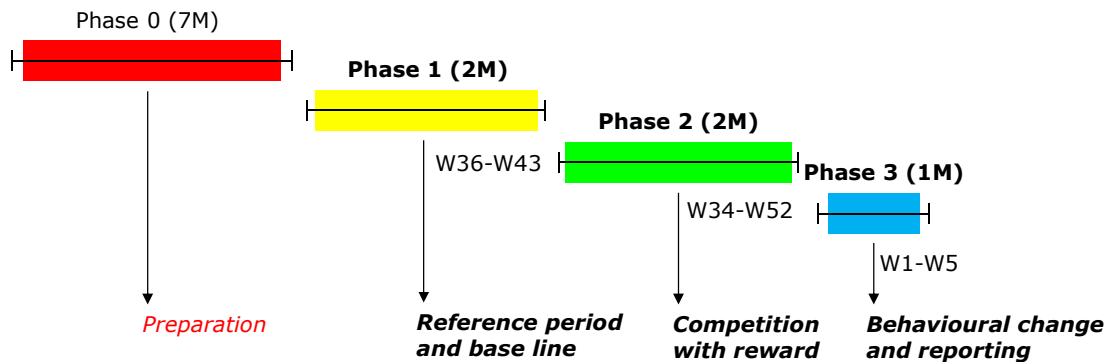 Phase 0 (7M)
Phase 1 (2M)
Phase 2 (2M)
W36-W43
Phase 3 (1M)
W34-W52
W1-W5
Preparation
Reference period
and base line
Competition
with reward
Behavioural change
and reporting